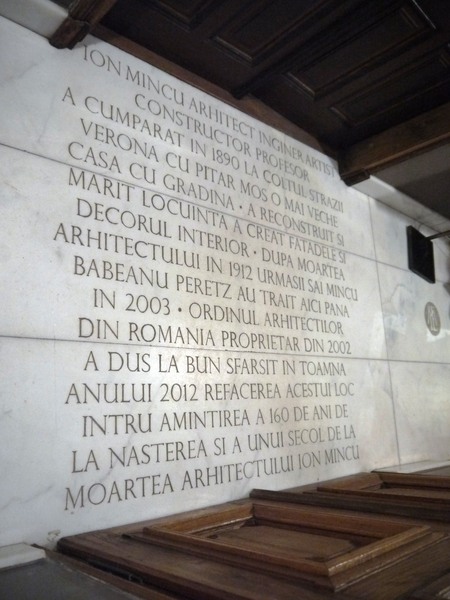 ION MINCU ARHITECT INGINER ARTIST
CONSTRUCTOR PROFESOR
A CUMPARAT IN 1890 LA COLTUL STRAZII
VERONA CU PITAR MOS O MAI VECHE
CASA CU GRADINA • A RECONSTRUIT SI
MARIT LOCUINTA A CREAT FATADELE SI
DECORUL INTERIOR • DUPA MOARTEA
ARHITECTULUI IN 1912 URMASII SAI MINCU
BABEANU PERETZ AU TRAIT AICI PANA
IN 2003 • ORDINUL ARHITECTILOR
DIN ROMANIA PROPRIETAR DIN 2002
A DUS LA BUN SFARSIT IN TOAMNA
ANULUI 2012 REFACEREA ACESTUI LOC
INTRU AMINTIREA A 160 DE ANI DE
LA NASTEREA SI A UNUI SECOL DE LA
MOARTEA ARHITECTULUI ION MINCU